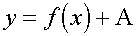 y = f(x) + A